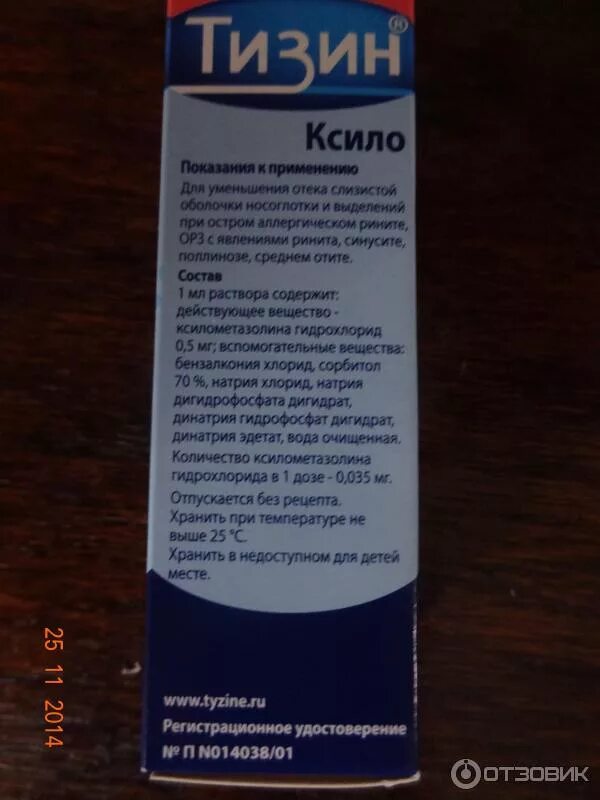 Тизин®
Ксило
Показания к применению
Для уменьшения отека слизистой
оболочки носоглотки и выделений
при остром аллергическом рините,
ОРЗ с явлениями ринита, синусите,
поллинозе, среднем отите.
Состав
1 мл раствора содержит:
действующее вещество -
ксилометазолина гидрохлорид
0,5 мг; вспомогательные вещества:
бензалкония хлорид, сорбитол
70 %, натрия хлорид, натрия
дигидрофосфата дигидрат,
динатрия гидрофосфат дигидрат,
динатрия эдетат, вода очищенная.
Количество ксилометазолина
гидрохлорида в 1 дозе - 0,035 мг.
Отпускается без рецепта.
Хранить при температуре не
выше 25 °C.
Хранить в недоступном для детей
месте.
www.tyzine.ru
Регистрационное удостоверение
№ П N014038/01
25 11 2014
ОТЗОВИК